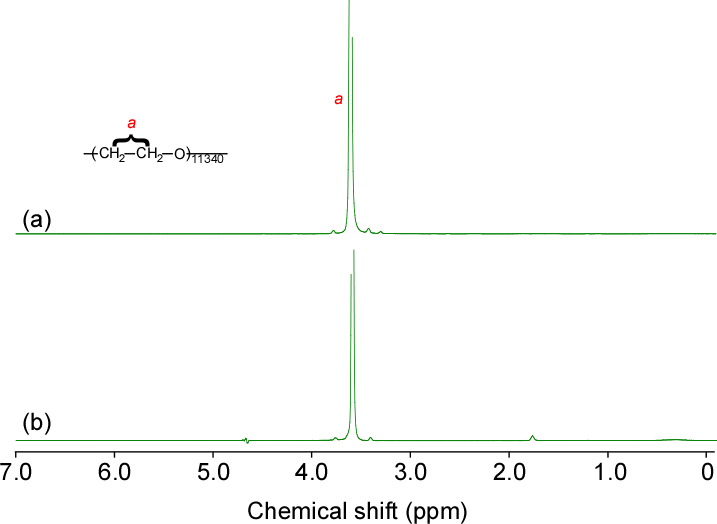 a
a
(CH2–CH2–O)11340
(a)
(b)
7.0 6.0 5.0 4.0 3.0 2.0 1.0 0
Chemical shift (ppm)